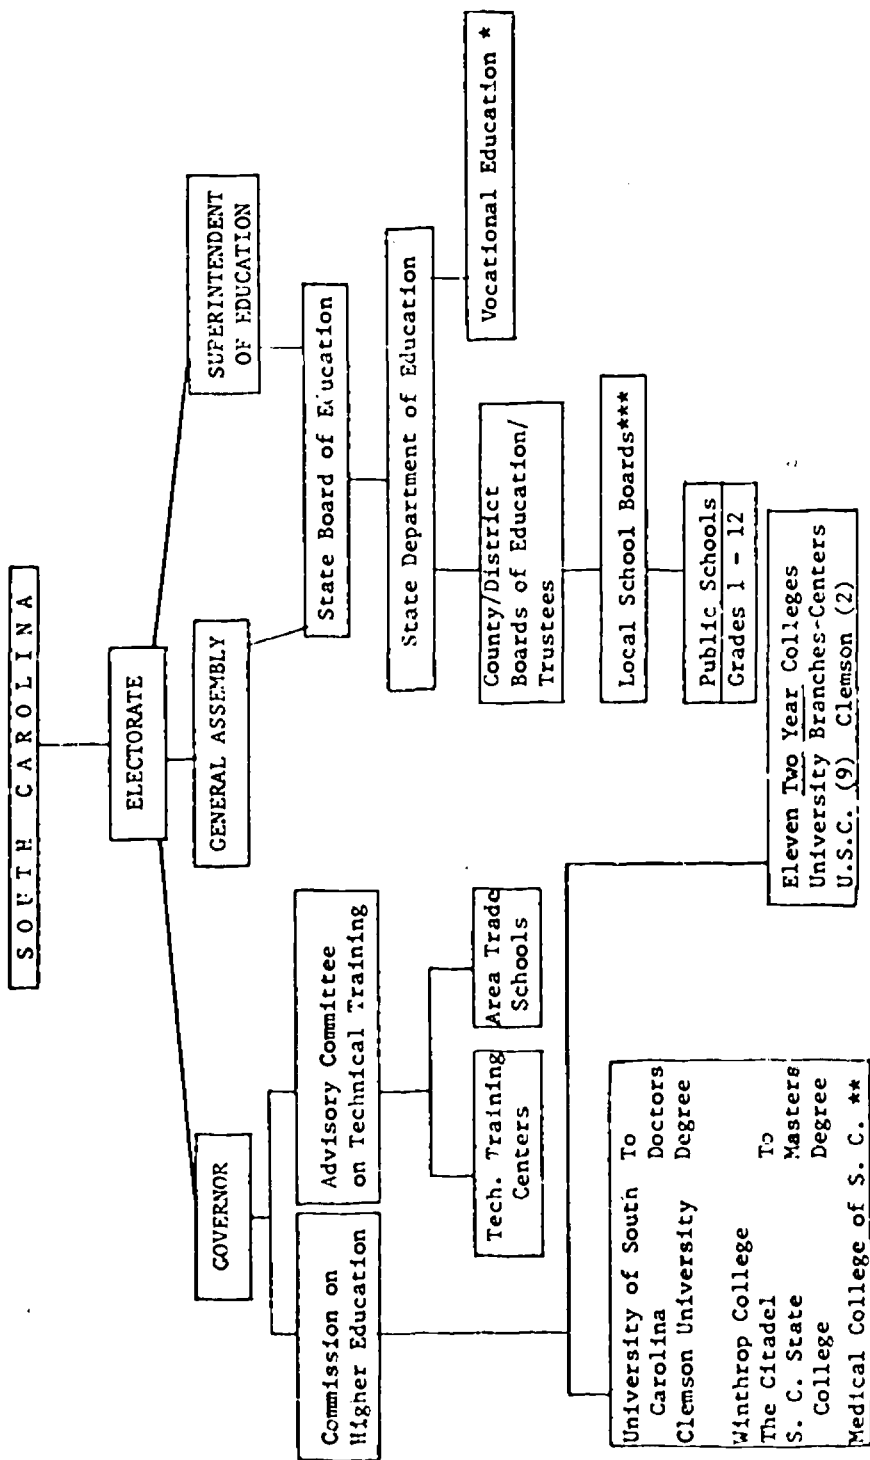 SOUTH CAROLINA
ELECTORATE
GOVERNOR
GENERAL ASSEMBLY
SUPERINTENDENT
OF EDUCATION
Commission on
Higher Education
Advisory Committee
on Technical Training
State Board of Education
State Department of Education
Tech. Training
Centers
Area Trade
Schools
County/District
Boards of Education/
Trustees
Vocational Education *
Local School Boards***
Public Schools
Grades 1 - 12
University of South To
Carolina Doctors
Clemson University Degree
Winthrop College
The Citadel To
S. C. State Masters
College Degree
Medical College of S. C. **
Eleven Two Year Colleges
University Branches-Centers
U.S.C. (9) Clemson (2)